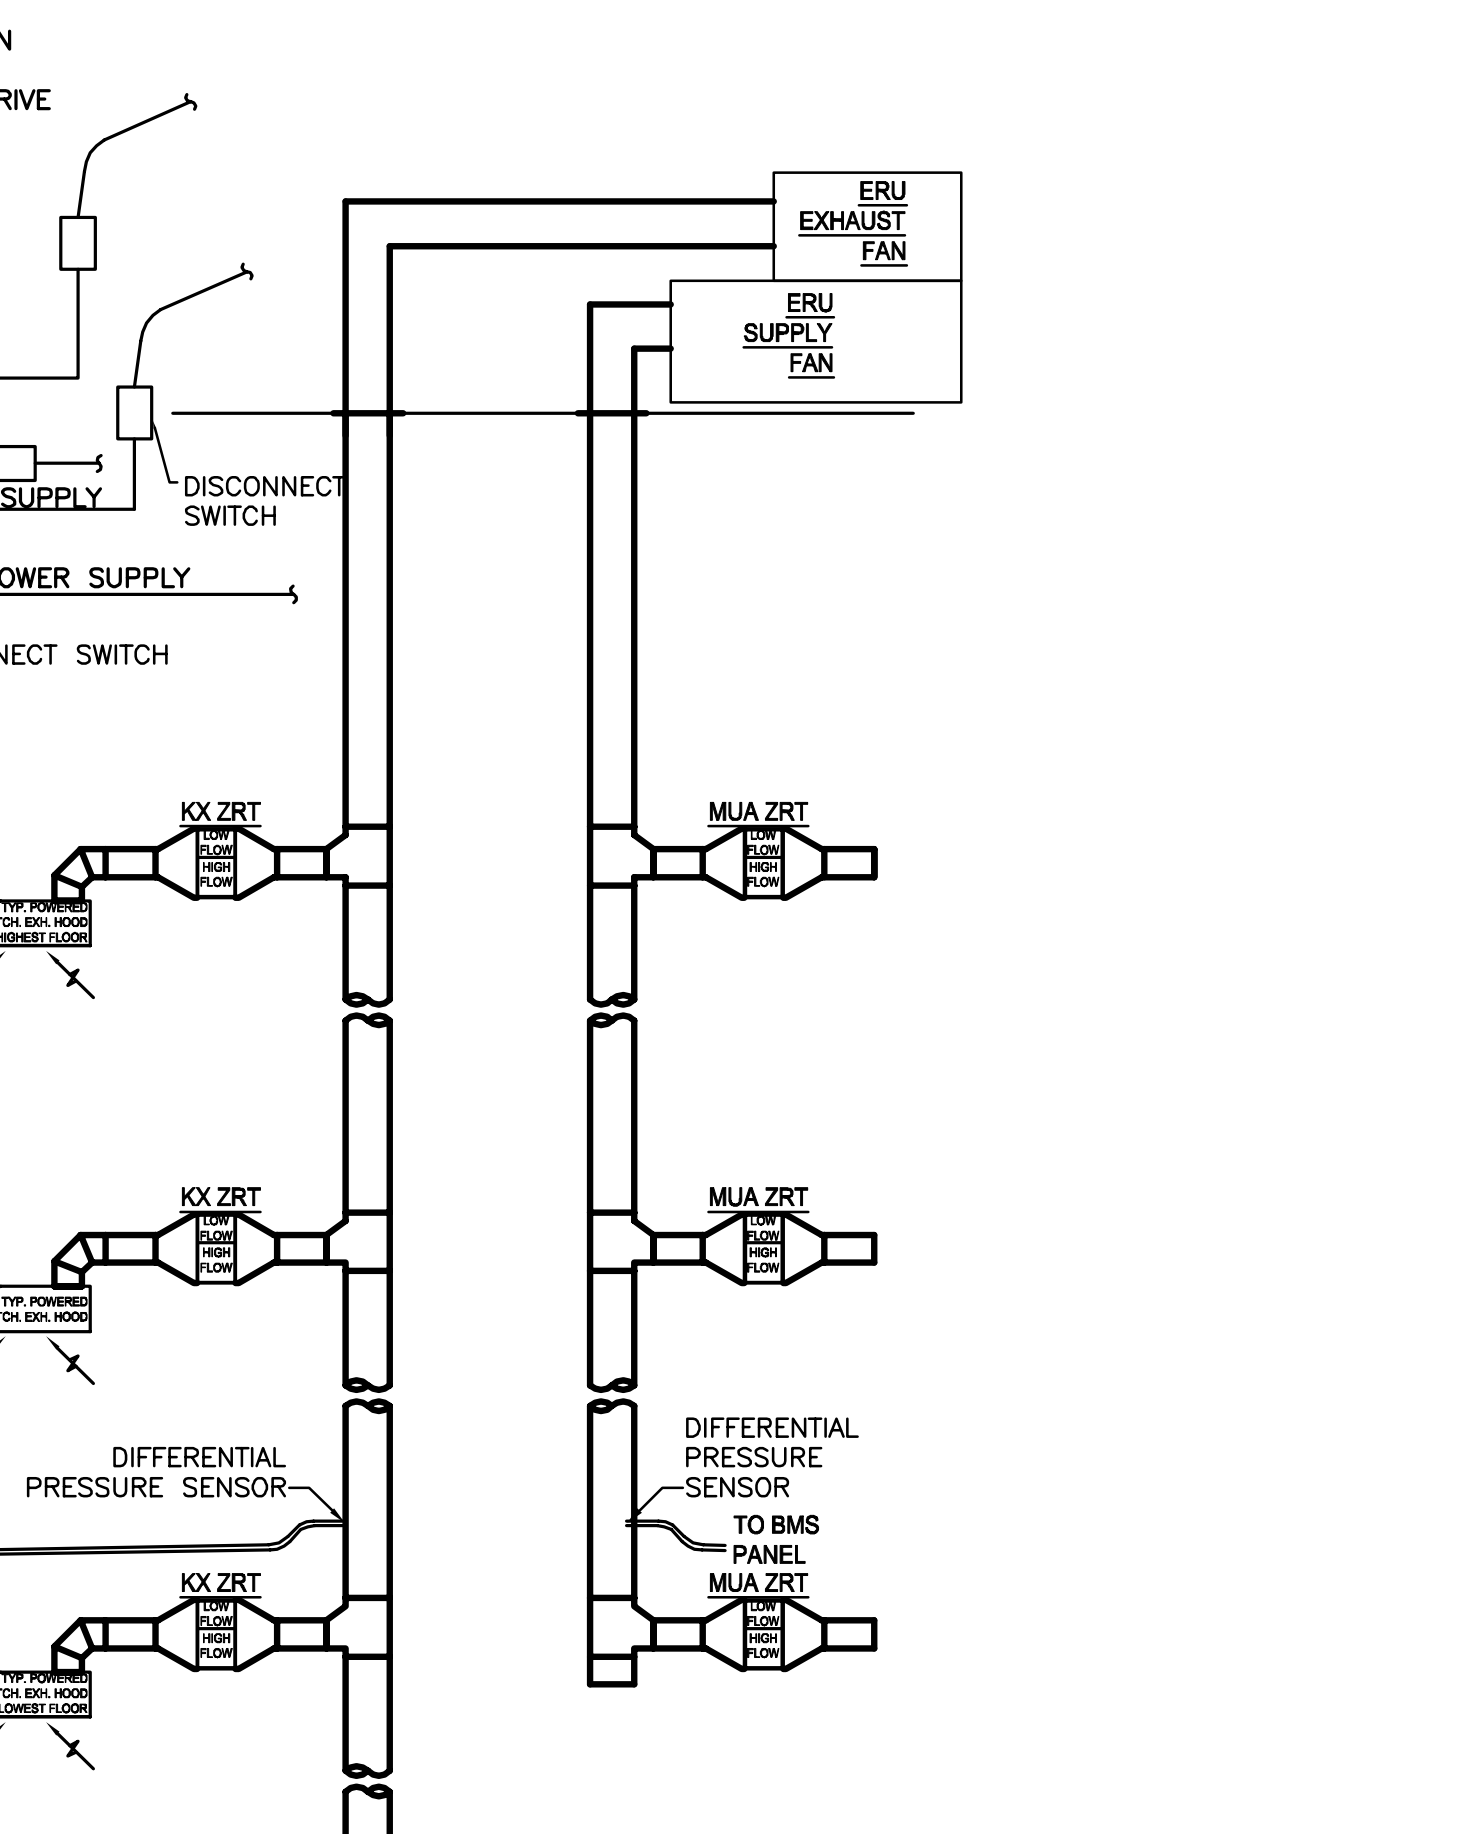 N
RIVE
ERU
EXHAUST
FAN
ERU
SUPPLY
FAN
DISCONNECT
SWITCH
SUPPLY
OWER SUPPLY
NECT SWITCH
KX ZRT
LOW
FLOW
HIGH
FLOW
MUA ZRT
LOW
FLOW
HIGH
FLOW
TYP. POWERED
TCH. EXH. HOOD
HIGHEST FLOOR
KX ZRT
LOW
FLOW
HIGH
FLOW
MUA ZRT
LOW
FLOW
HIGH
FLOW
TYP. POWERED
TCH. EXH. HOOD
DIFFERENTIAL
PRESSURE SENSOR
DIFFERENTIAL
PRESSURE
SENSOR
TO BMS
PANEL
KX ZRT
LOW
FLOW
HIGH
FLOW
MUA ZRT
LOW
FLOW
HIGH
FLOW
TYP. POWERED
TCH. EXH. HOOD
LOWEST FLOOR